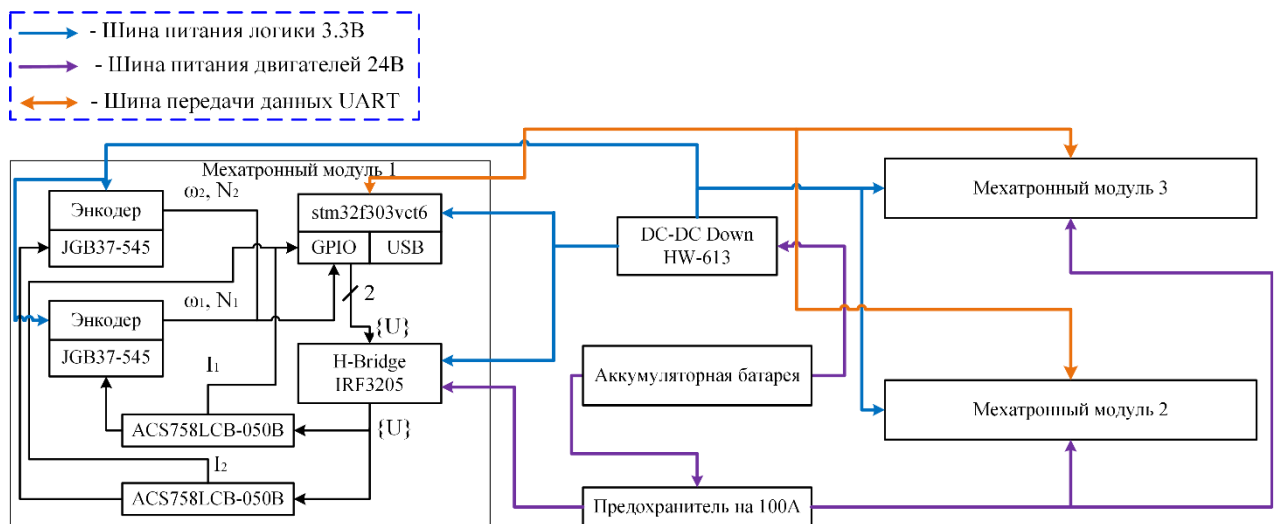 - Шина питания логики 3.3В
- Шина питания двигателей 24В
- Шина передачи данных UART
Мехатронный модуль 1
Энкодер
JGB37-545
ω2, N2
stm32f303vct6
GPIO
USB
Энкодер
JGB37-545
ω1, N1
2
{U}
H-Bridge
IRF3205
I1
ACS758LCB-050B
{U}
I2
ACS758LCB-050B
DC-DC Down
HW-613
Аккумуляторная батарея
Предохранитель на 100А
Мехатронный модуль 3
Мехатронный модуль 2